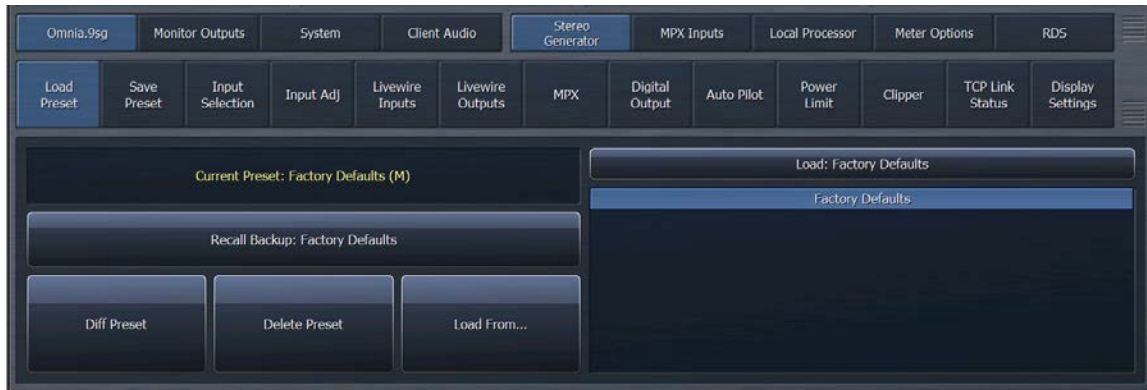 Omnia.9sg
Monitor Outputs
System
Client Audio
Stereo
Generator
MPX Inputs
Local Processor
Meter Options
RDS
Load
Preset
Save
Preset
Input
Selection
Input Adj
Livewire
Inputs
Livewire
Outputs
MPX
Digital
Output
Auto Pilot
Power
Limit
Clipper
TCP Link
Status
Display
Settings
Current Preset: Factory Defaults (M)
Recall Backup: Factory Defaults
Diff Preset
Delete Preset
Load From...
Load: Factory Defaults
Factory Defaults